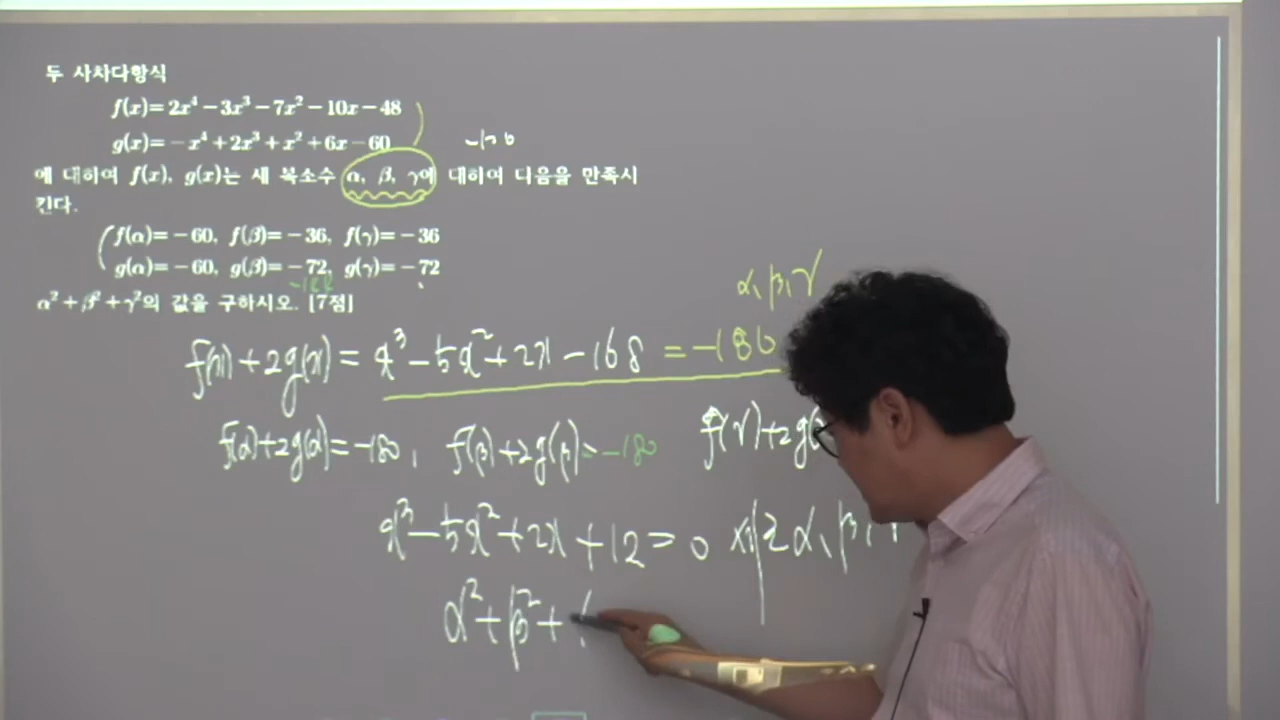 두 사차다항식
f(x)=2x⁴−3x³−7x²−10x−48
g(x)=−x⁴+2x³+x²+6x−60
에 대하여 f(x), g(x)는 세 복소수 α, β, γ에 대하여 다음을 만족시
킨다.
f(α)=−60, f(β)=−36, f(γ)=−36
g(α)=−60, g(β)=−72, g(γ)=−72
α²+β²+γ²의 값을 구하시오. [7점]
α, β, γ
f(x)+2g(x)=x³−5x²+2x−168=−180
f(α)+2g(α)=−180, f(β)+2g(β)=−180 f(γ)+2g(
x³−5x²+2x+12=0 α, β,
α²+β²+